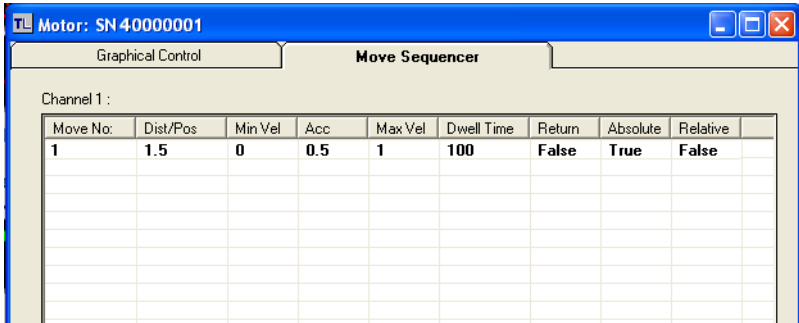 TL Motor: SN 40000001
Graphical Control Move Sequencer
Channel 1 :
Move No: Dist/Pos Min Vel Acc Max Vel Dwell Time Return Absolute Relative
1 1.5 0 0.5 1 100 False True False